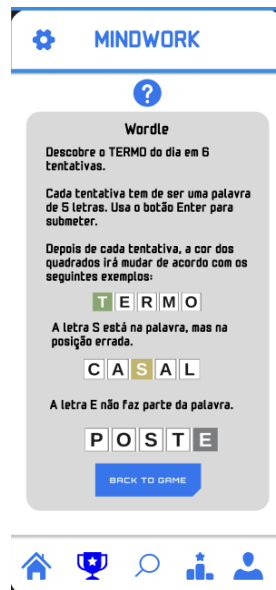 MINDWORK
?
Wordle
Descobre o TERMO do dia em 6
tentativas.
Cada tentativa tem de ser uma palavra
de 5 letras. Usa o botão Enter para
submeter.
Depois de cada tentativa, a cor dos
quadrados irá mudar de acordo com os
seguintes exemplos:
TERMO
A letra S está na palavra, mas na
posição errada.
CASAL
A letra E não faz parte da palavra.
POSTE
BACK TO GAME